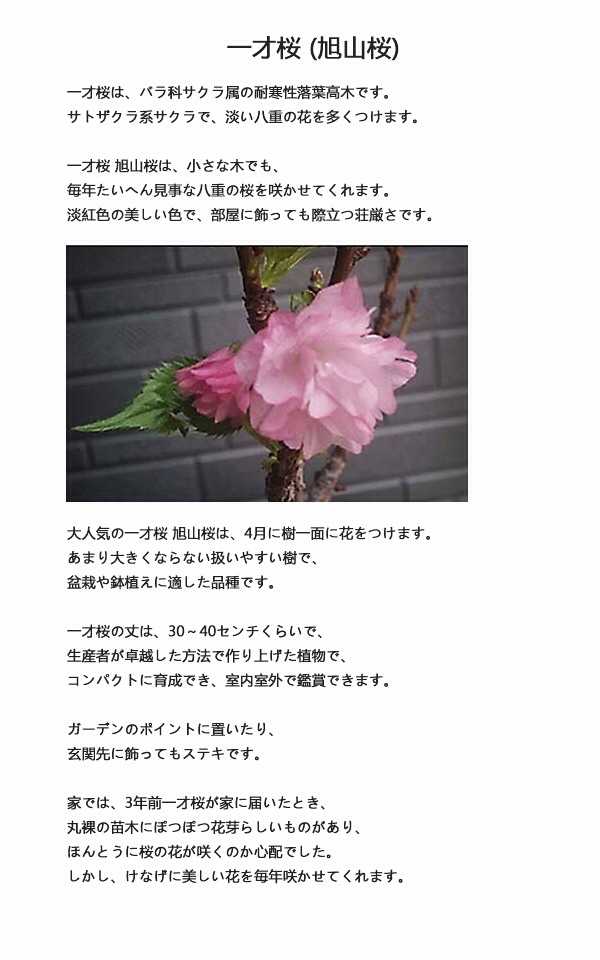 一才桜 (旭山桜)
一才桜は、バラ科サクラ属の耐寒性落葉高木です。
サトザクラ系サクラで、淡い八重の花を多くつけます。
一才桜 旭山桜は、小さな木でも、
毎年たいへん見事な八重の桜を咲かせてくれます。
淡紅色の美しい色で、部屋に飾っても際立つ荘厳さです。
大人気の一才桜 旭山桜は、4月に樹一面に花をつけます。
あまり大きくならない扱いやすい樹で、
盆栽や鉢植えに適した品種です。
一才桜の丈は、30～40センチくらいで、
生産者が卓越した方法で作り上げた植物で、
コンパクトに育成でき、室内室外で鑑賞できます。
ガーデンのポイントに置いたり、
玄関先に飾ってもステキです。
家では、3年前一才桜が家に届いたとき、
丸裸の苗木にぽつぽつ花芽らしいものがあり、
ほんとうに桜の花が咲くのか心配でした。
しかし、けなげに美しい花を毎年咲かせてくれます。